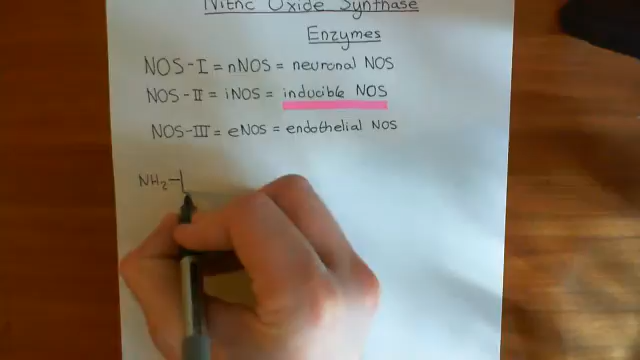 Nitric Oxide Synthase
Enzymes
NOS-I = nNOS = neuronal NOS
NOS-II = iNOS = inducible NOS
NOS-III = eNOS = endothelial NOS
NH₂-